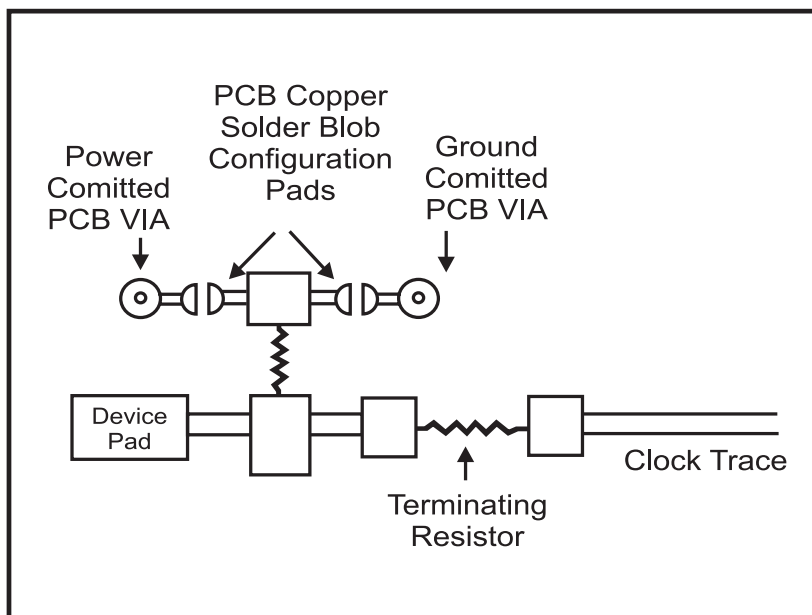 PCB Copper
Solder Blob
Configuration
Pads
Power
Comitted
PCB VIA
Ground
Comitted
PCB VIA
Device
Pad
Clock Trace
Terminating
Resistor